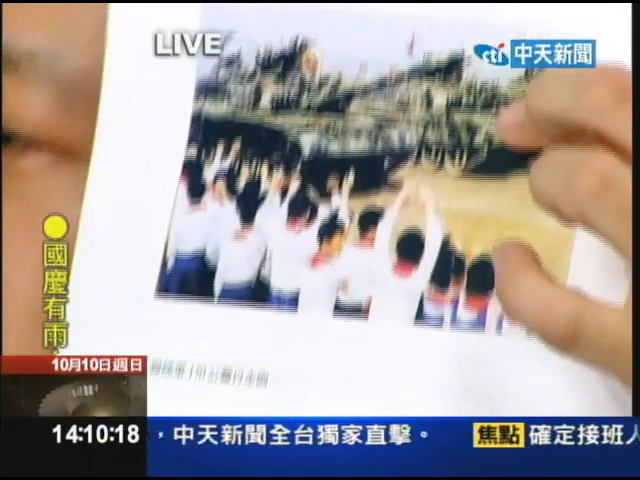 LIVE
cti 中天新聞
國慶有雨
10月10日週日
14:10:18
，中天新聞全台獨家直擊。
焦點 確定接班人